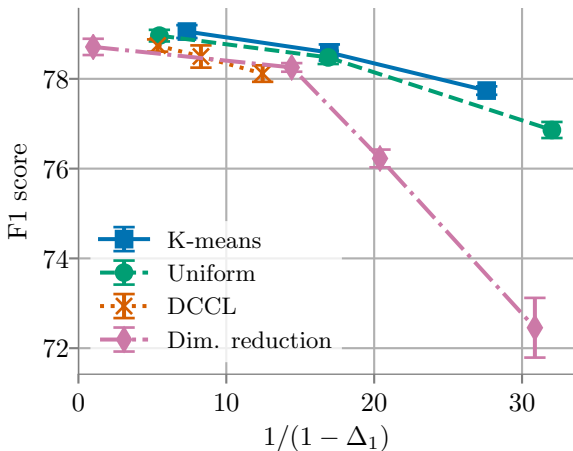 78
76
74
72
F1 score
K-means
Uniform
DCCL
Dim. reduction
0 10 20 30
1/(1 − Δ₁)